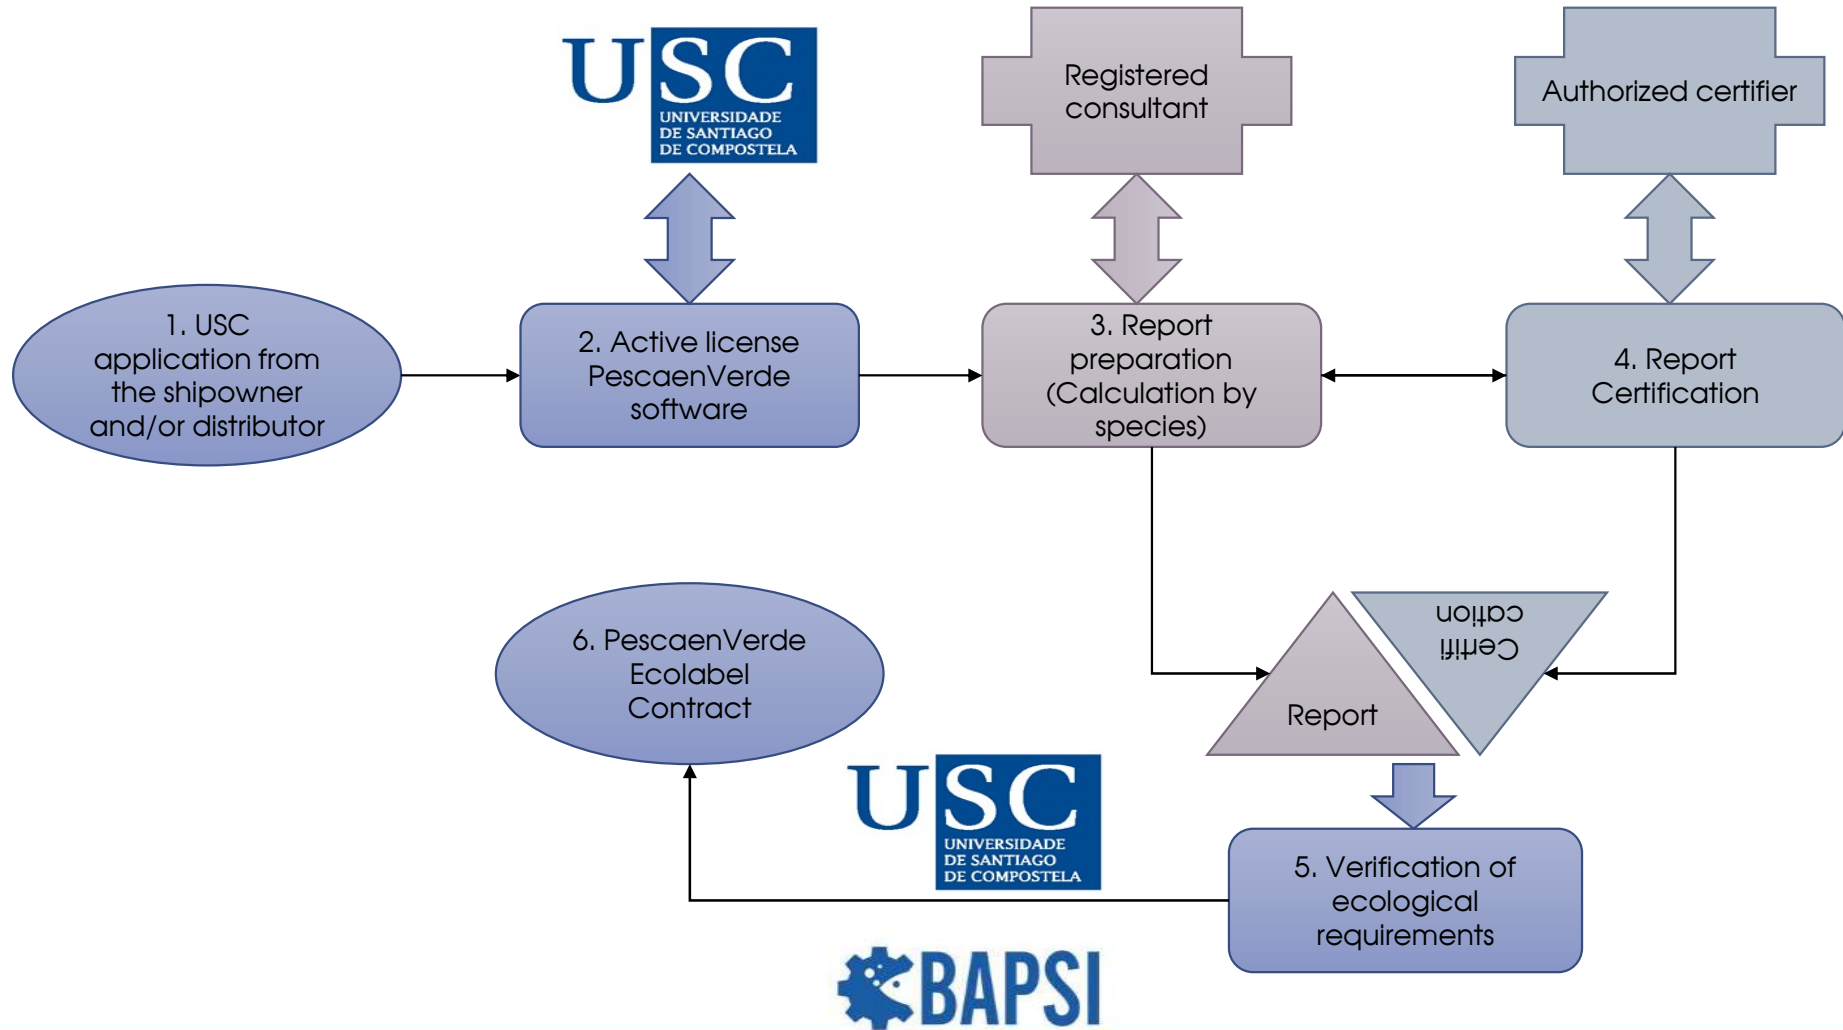 USC
UNIVERSIDADE
DE SANTIAGO
DE COMPOSTELA
Registered
consultant
Authorized certifier
1. USC
application from
the shipowner
and/or distributor
2. Active license
PescaenVerde
software
3. Report
preparation
(Calculation by
species)
4. Report
Certification
Certifi
cation
Report
6. PescaenVerde
Ecolabel
Contract
USC
UNIVERSIDADE
DE SANTIAGO
DE COMPOSTELA
5. Verification of
ecological
requirements
BAPSI